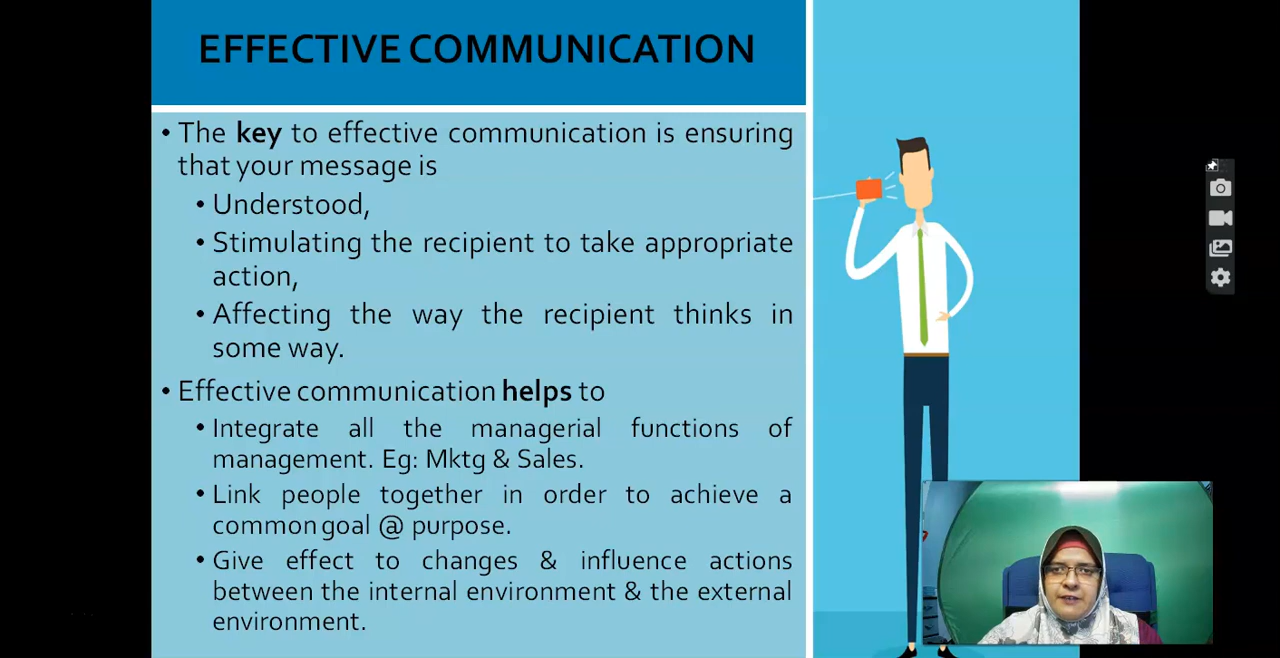 EFFECTIVE COMMUNICATION
• The key to effective communication is ensuring
that your message is
• Understood,
• Stimulating the recipient to take appropriate
action,
• Affecting the way the recipient thinks in
some way.
• Effective communication helps to
• Integrate all the managerial functions of
management. Eg: Mktg & Sales.
• Link people together in order to achieve a
common goal @ purpose.
• Give effect to changes & influence actions
between the internal environment & the external
environment.